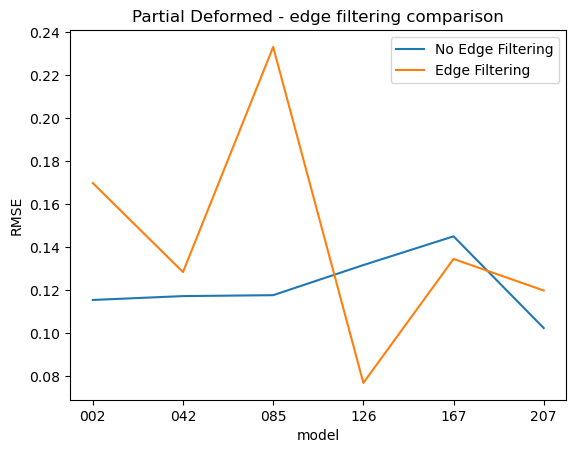 Partial Deformed - edge filtering comparison
No Edge Filtering
Edge Filtering
RMSE
0.24
0.22
0.20
0.18
0.16
0.14
0.12
0.10
0.08
002 042 085 126 167 207
model